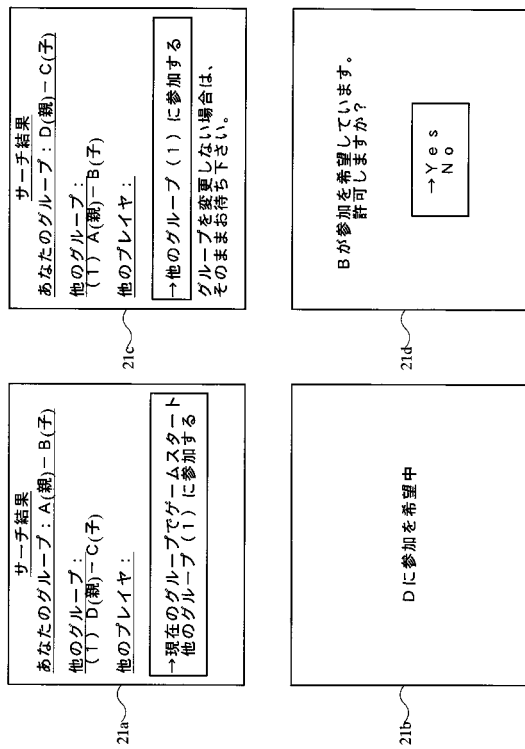 サーチ結果
あなたのグループ：A(親)−B(子)
他のグループ：
(1) D(親)−C(子)
他のプレイヤ：
→現在のグループでゲームスタート
他のグループ(1)に参加する
21a
Dに参加を希望中
21b
サーチ結果
あなたのグループ：D(親)−C(子)
他のグループ：
(1) A(親)−B(子)
他のプレイヤ：
→他のグループ(1)に参加する
グループを変更しない場合は、
そのままお待ち下さい。
21c
Bが参加を希望しています。
許可しますか？
→Yes
No
21d